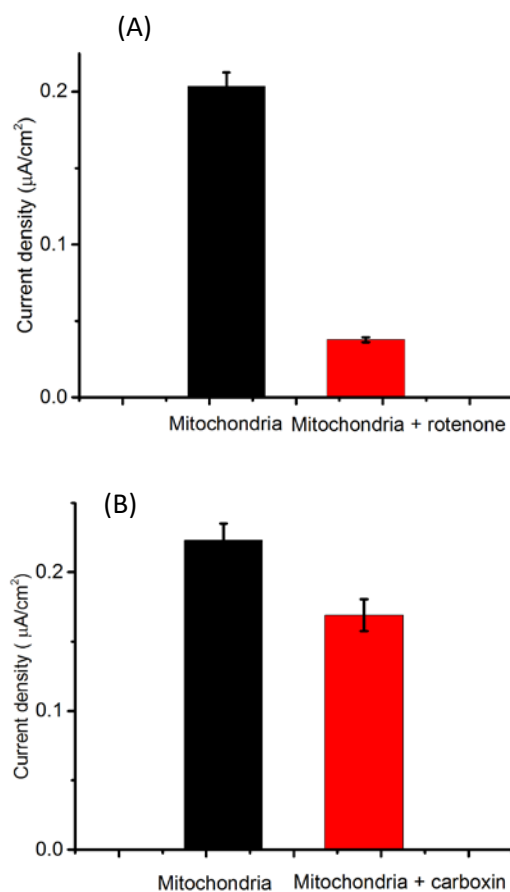 (A)
Current density (μA/cm²)
0.2
0.1
0.0
Mitochondria
Mitochondria + rotenone
(B)
Current density ( μA/cm²)
0.2
0.1
0.0
Mitochondria
Mitochondria + carboxin